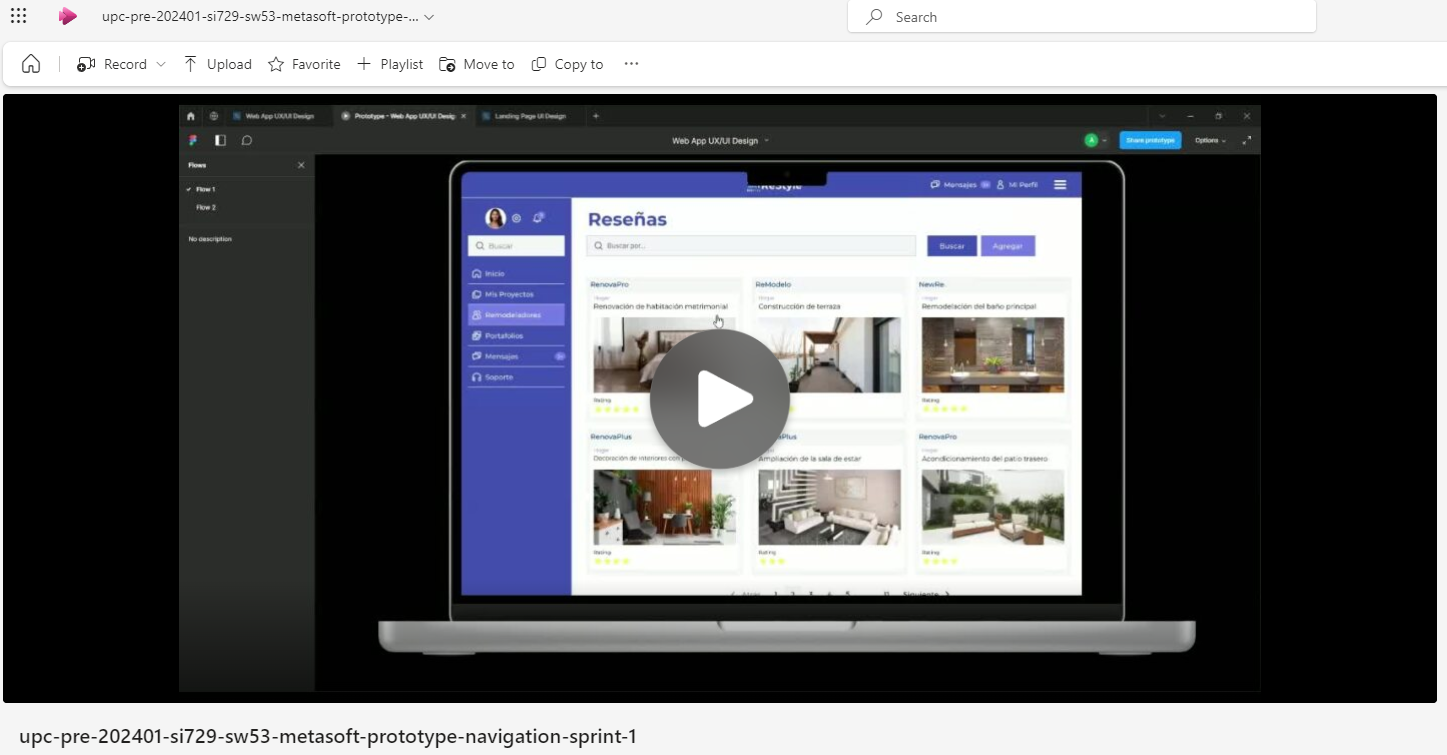 upc-pre-202401-si729-sw53-metasoft-prototype-...
Search
Record
Upload
Favorite
Playlist
Move to
Copy to
Web App UX/UI Design
Prototype - Web App UX/UI Desig
Landing Page UI Design
Web App UX/UI Design
A
Share prototype
Options
Flows
Flow 1
Flow 2
No description
ReStyle
Mensajes
Mi Perfil
Buscar
Inicio
Mis Proyectos
Remodeladores
Portafolios
Mensajes
Soporte
Reseñas
Buscar por...
Buscar
Agregar
RenovaPro
Hogar
Renovación de habitación matrimonial
Rating
ReModelo
Hogar
Construcción de terraza
NewRe
Hogar
Remodelación del baño principal
Rating
RenovaPlus
Hogar
Decoración de interiores con
Rating
Plus
Hogar
Ampliación de la sala de estar
Rating
RenovaPro
Hogar
Acondicionamiento del patio trasero
Rating
Atrás 1 2 3 4 5 11 Siguiente
upc-pre-202401-si729-sw53-metasoft-prototype-navigation-sprint-1